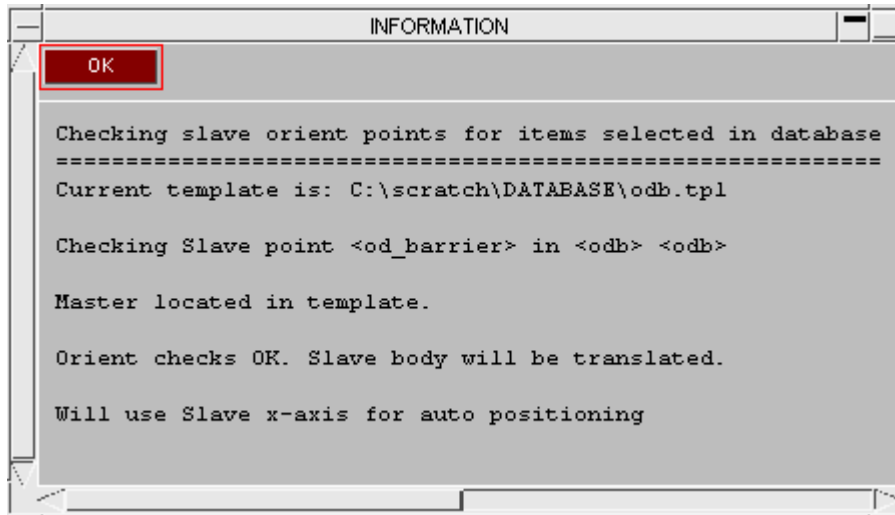 INFORMATION
OK
Checking slave orient points for items selected in database
===========================================================
Current template is: C:\scratch\DATABASE\odb.tpl
Checking Slave point <od_barrier> in <odb> <odb>
Master located in template.
Orient checks OK. Slave body will be translated.
Will use Slave x-axis for auto positioning